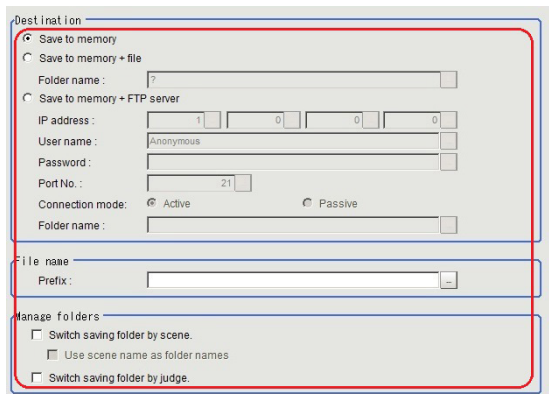 Destination
Save to memory
Save to memory + file
Folder name : ?
Save to memory + FTP server
IP address : 1 0 0 0
User name : Anonymous
Password :
Port No. : 21
Connection mode: Active Passive
Folder name :
File name
Prefix : ...
Manage folders
Switch saving folder by scene.
Use scene name as folder names
Switch saving folder by judge.